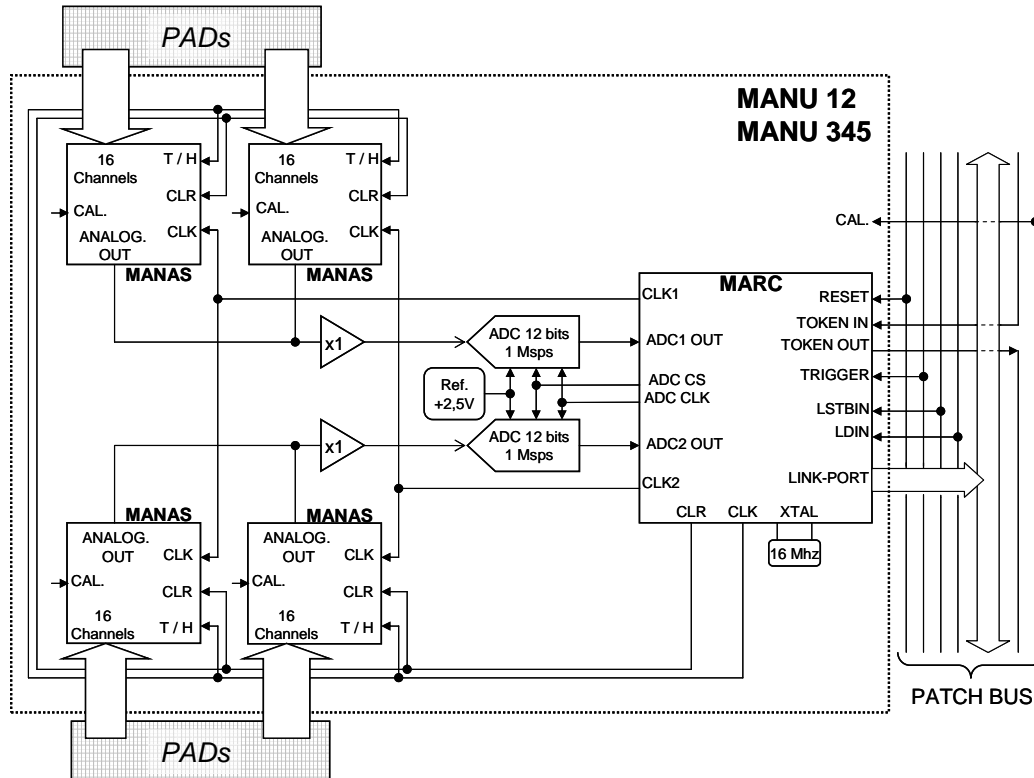 PADs
MANU 12
MANU 345
16
Channels
T / H
CLR
CAL.
CLK
ANALOG.
OUT
MANAS
16
Channels
T / H
CLR
CAL.
CLK
ANALOG.
OUT
MANAS
CAL.
MARC
CLK1
RESET
TOKEN IN
x1
ADC 12 bits
1 Msps
ADC1 OUT
TOKEN OUT
Ref.
+2,5V
ADC CS
ADC CLK
TRIGGER
LSTBIN
x1
ADC 12 bits
1 Msps
ADC2 OUT
LDIN
CLK2
LINK-PORT
CLR
CLK
XTAL
16 Mhz
MANAS
ANALOG.
OUT
CLK
CAL.
CLR
16
Channels
T / H
MANAS
ANALOG.
OUT
CLK
CAL.
CLR
16
Channels
T / H
PATCH BUS
PADs